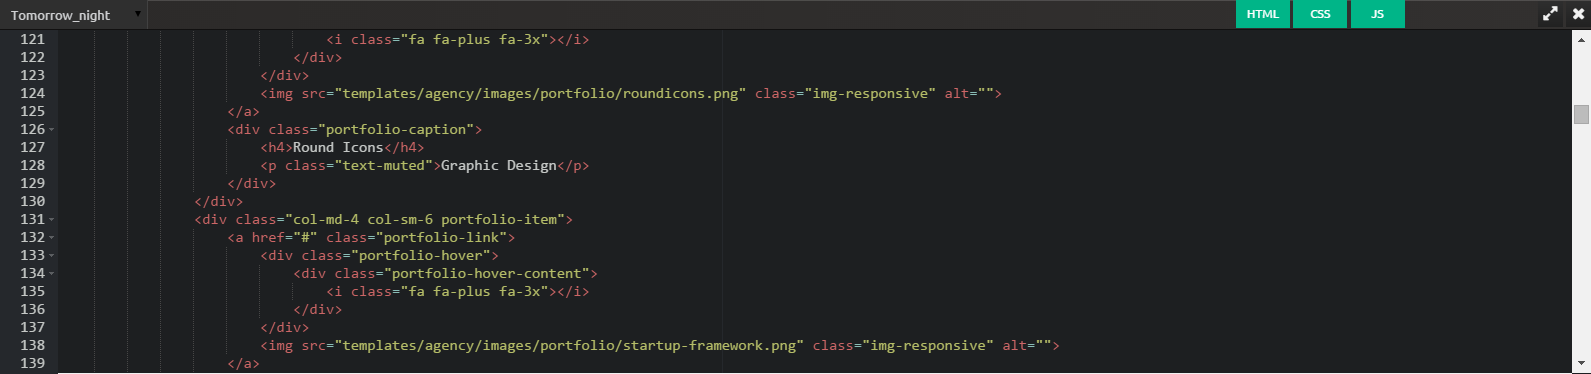 Tomorrow_night HTML CSS JS
121 <i class="fa fa-plus fa-3x"></i>
122 </div>
123 </div>
124 <img src="templates/agency/images/portfolio/roundicons.png" class="img-responsive" alt="">
125 </a>
126 <div class="portfolio-caption">
127 <h4>Round Icons</h4>
128 <p class="text-muted">Graphic Design</p>
129 </div>
130 </div>
131 <div class="col-md-4 col-sm-6 portfolio-item">
132 <a href="#" class="portfolio-link">
133 <div class="portfolio-hover">
134 <div class="portfolio-hover-content">
135 <i class="fa fa-plus fa-3x"></i>
136 </div>
137 </div>
138 <img src="templates/agency/images/portfolio/startup-framework.png" class="img-responsive" alt="">
139 </a>